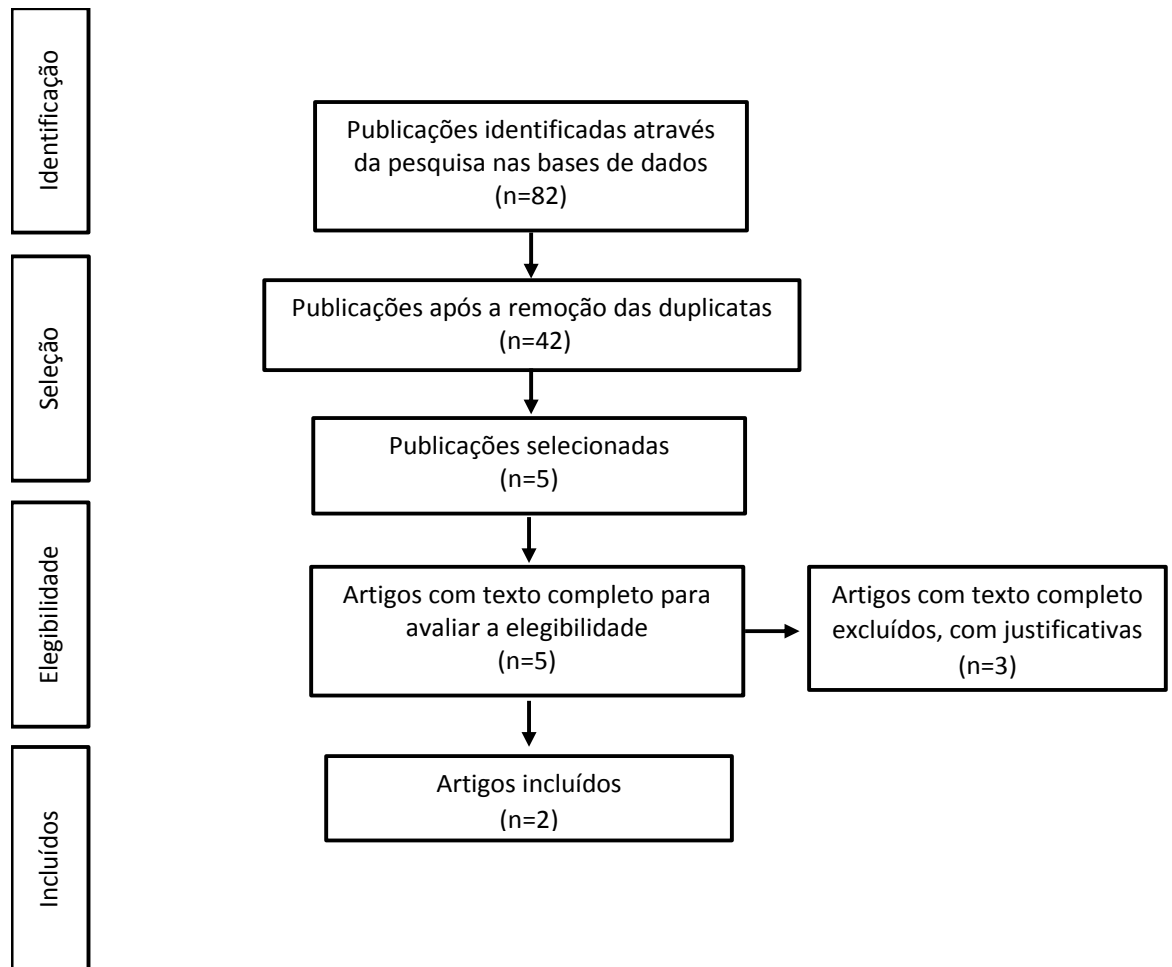 Identificação
Publicações identificadas através
da pesquisa nas bases de dados
(n=82)
Seleção
Publicações após a remoção das duplicatas
(n=42)
Publicações selecionadas
(n=5)
Elegibilidade
Artigos com texto completo para
avaliar a elegibilidade
(n=5)
Artigos com texto completo
excluídos, com justificativas
(n=3)
Incluídos
Artigos incluídos
(n=2)